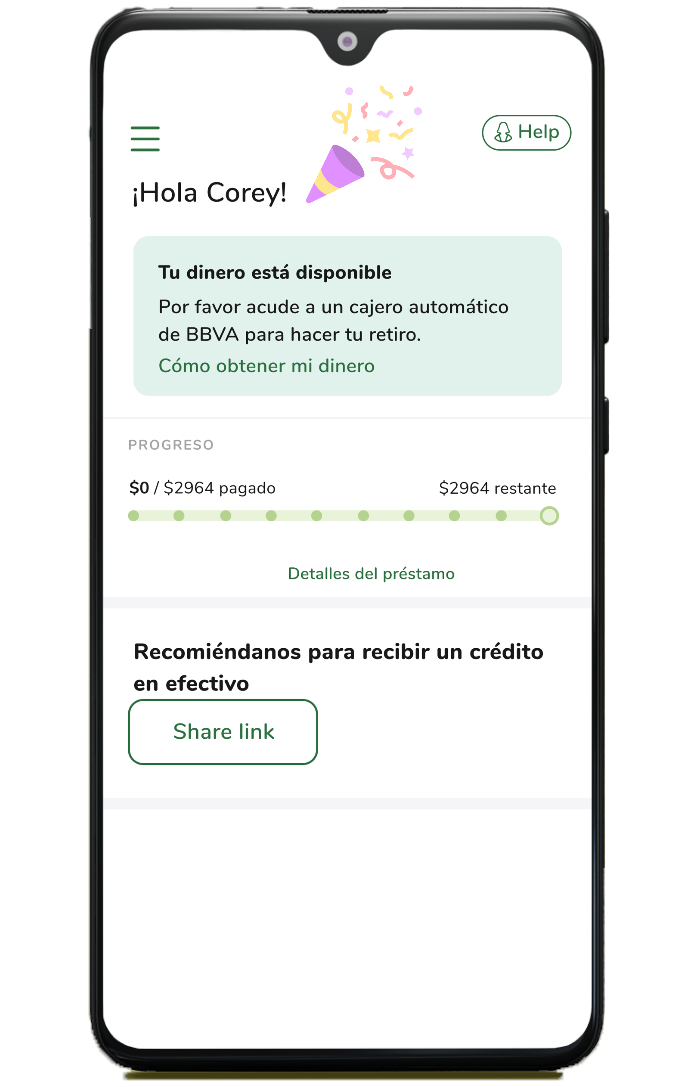 Help
¡Hola Corey!
Tu dinero está disponible
Por favor acude a un cajero automático
de BBVA para hacer tu retiro.
Cómo obtener mi dinero
PROGRESO
$0 / $2964 pagado
$2964 restante
Detalles del préstamo
Recomiéndanos para recibir un crédito
en efectivo
Share link